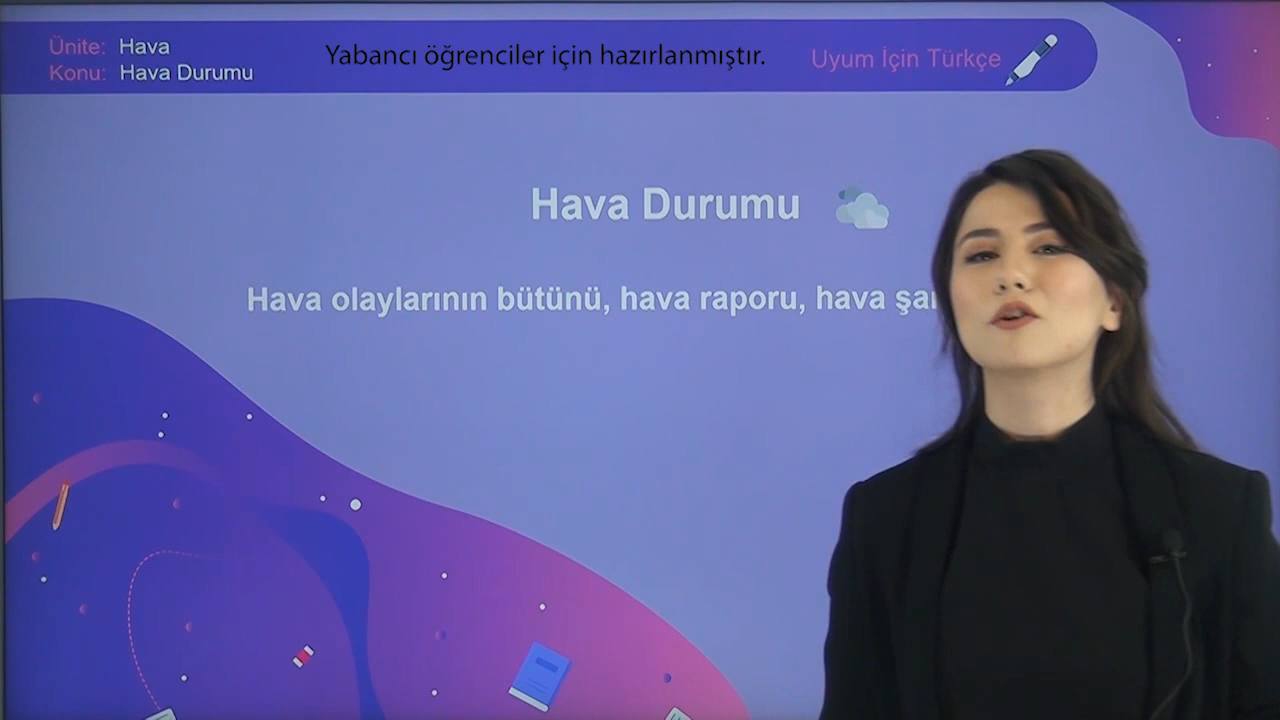 Ünite: Hava
Konu: Hava Durumu
Yabancı öğrenciler için hazırlanmıştır.
Uyum İçin Türkçe
Hava Durumu
Hava olaylarının bütünü, hava raporu, hava